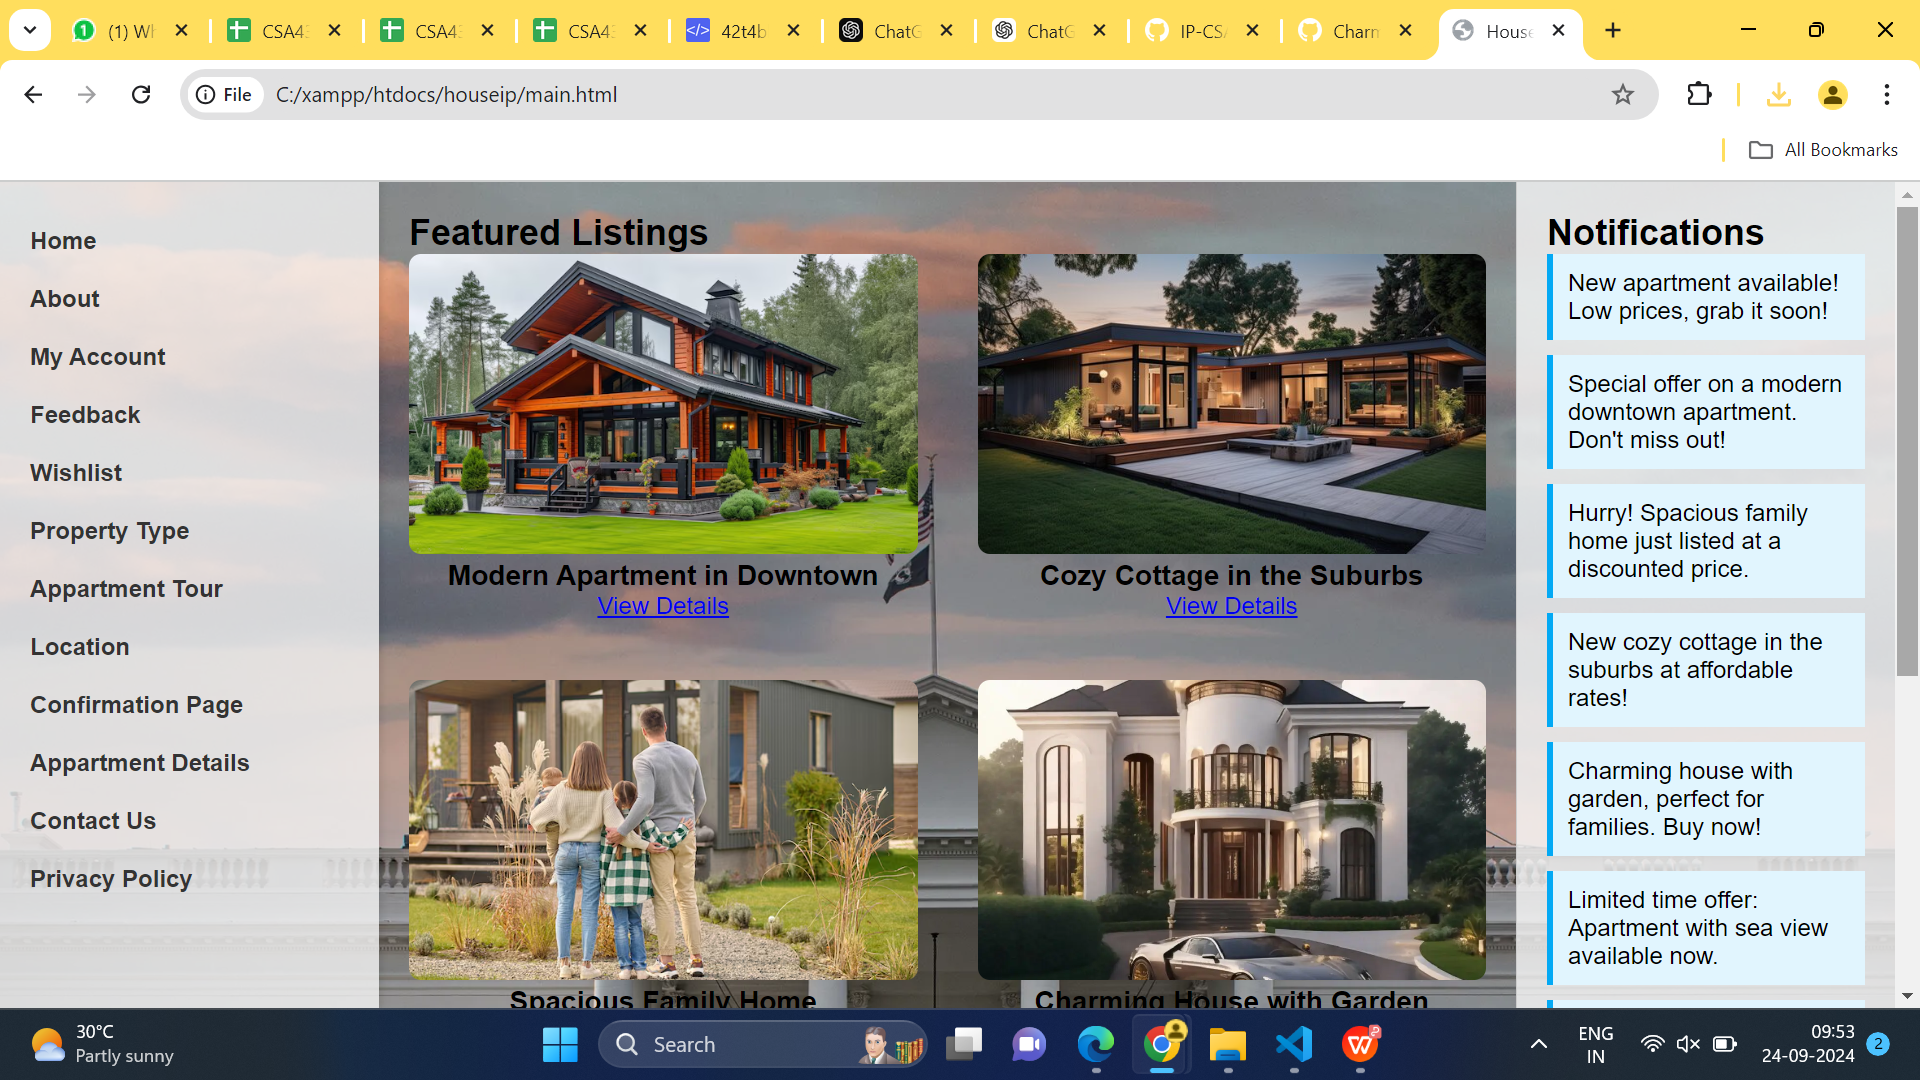 (1) Wh
CSA43
CSA43
CSA43
42t4b
ChatG
ChatG
IP-CSA
Charm
House
File
C:/xampp/htdocs/houseip/main.html
All Bookmarks
Home
About
My Account
Feedback
Wishlist
Property Type
Appartment Tour
Location
Confirmation Page
Appartment Details
Contact Us
Privacy Policy
Featured Listings
Modern Apartment in Downtown
View Details
Cozy Cottage in the Suburbs
View Details
Spacious Family Home
Charming House with Garden
Notifications
New apartment available!
Low prices, grab it soon!
Special offer on a modern
downtown apartment.
Don't miss out!
Hurry! Spacious family
home just listed at a
discounted price.
New cozy cottage in the
suburbs at affordable
rates!
Charming house with
garden, perfect for
families. Buy now!
Limited time offer:
Apartment with sea view
available now.
30°C
Partly sunny
Search
ENG
IN
09:53
24-09-2024
2